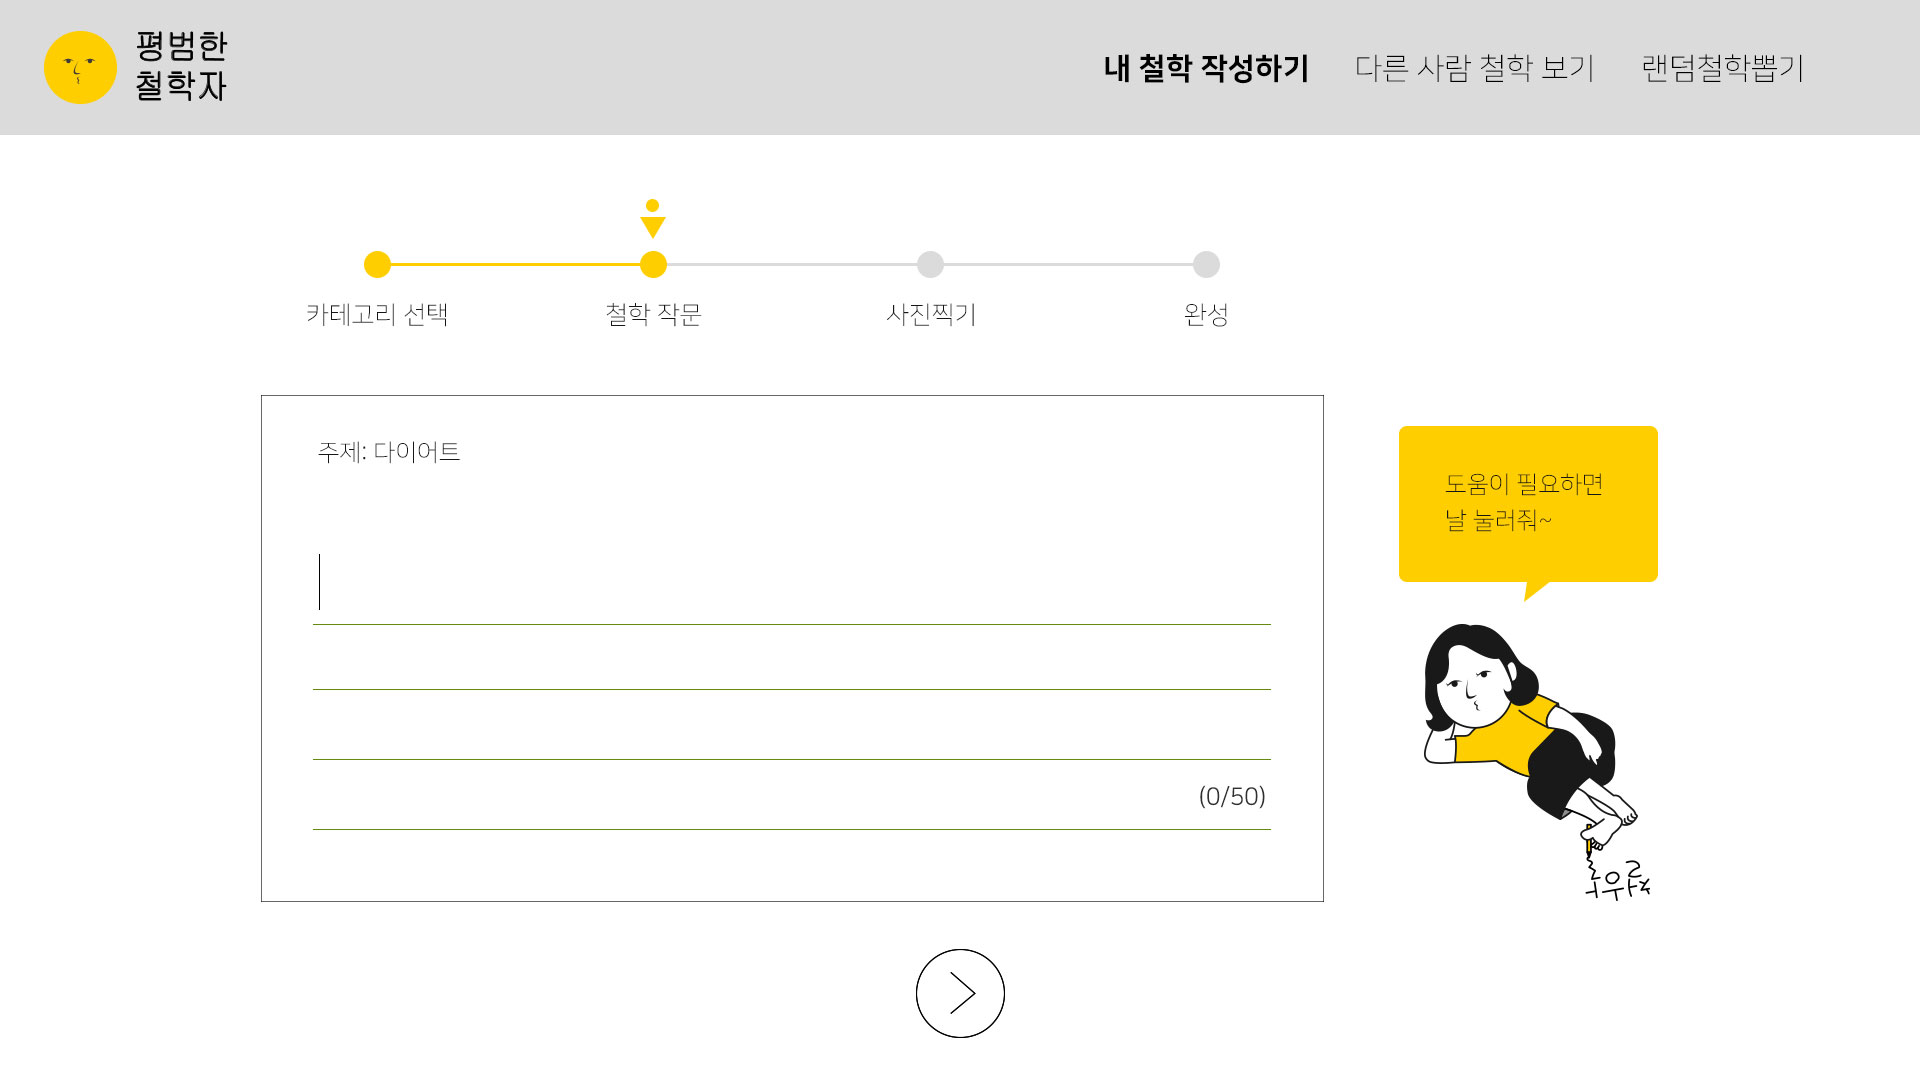 평범한
철학자
내 철학 작성하기 다른 사람 철학 보기 랜덤철학뽑기
카테고리 선택 철학 작문 사진찍기 완성
주제: 다이어트
도움이 필요하면
날 눌러줘~
(0/50)